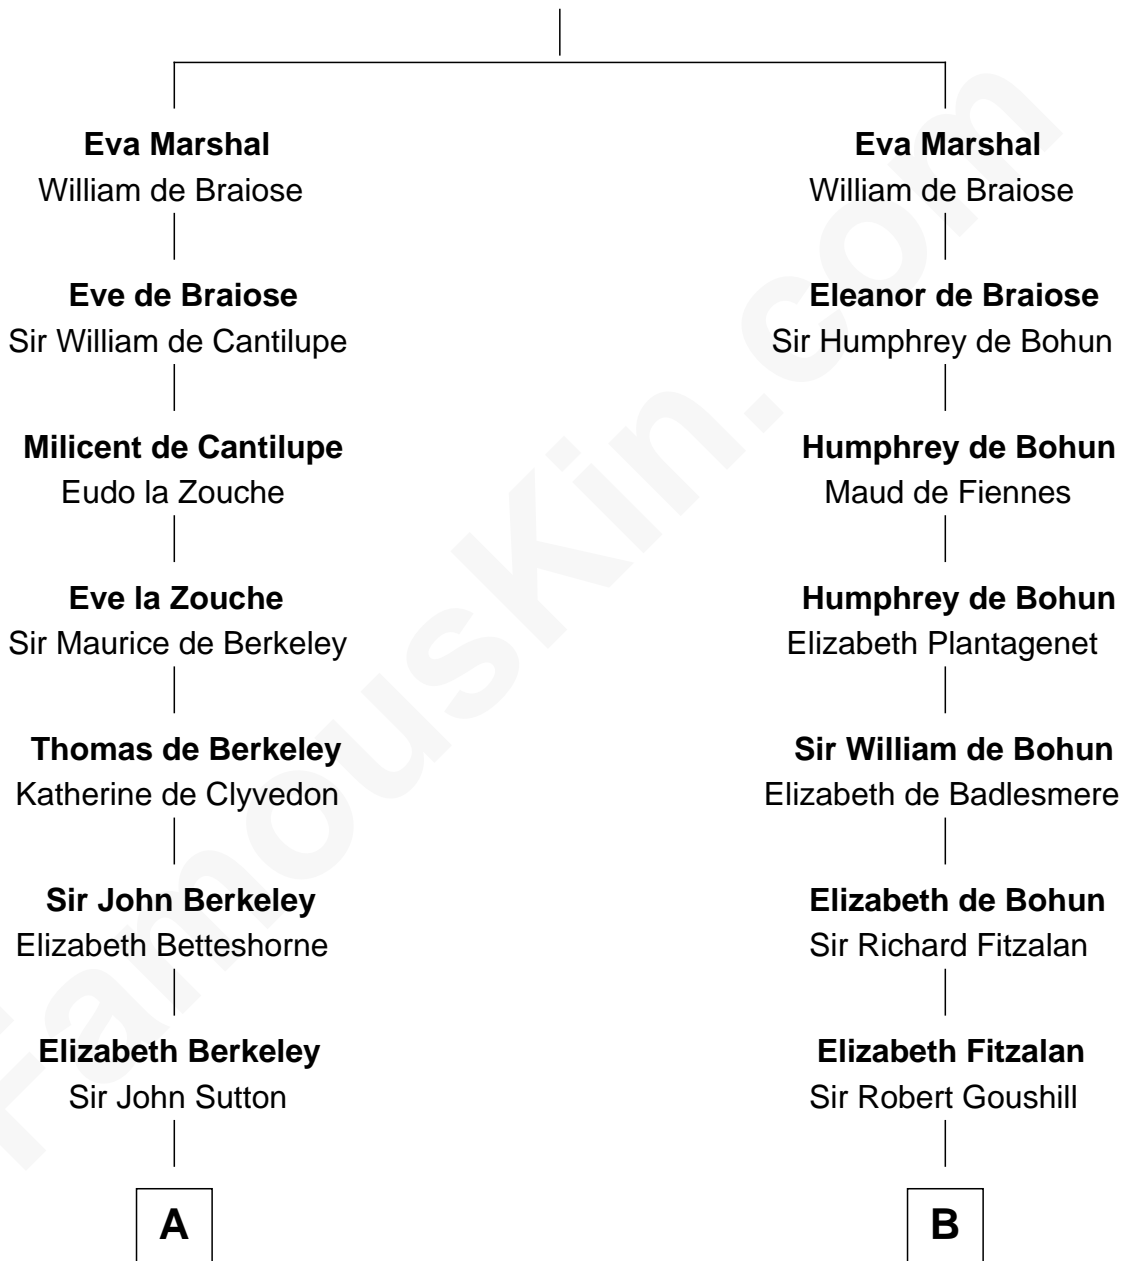 Eva Marshal
William de Braiose
Eve de Braiose
Sir William de Cantilupe
Milicent de Cantilupe
Eudo la Zouche
Eve la Zouche
Sir Maurice de Berkeley
Thomas de Berkeley
Katherine de Clyvedon
Sir John Berkeley
Elizabeth Betteshorne
Elizabeth Berkeley
Sir John Sutton
A
Eva Marshal
William de Braiose
Eleanor de Braiose
Sir Humphrey de Bohun
Humphrey de Bohun
Maud de Fiennes
Humphrey de Bohun
Elizabeth Plantagenet
Sir William de Bohun
Elizabeth de Badlesmere
Elizabeth de Bohun
Sir Richard Fitzalan
Elizabeth Fitzalan
Sir Robert Goushill
B
FamousKin.com